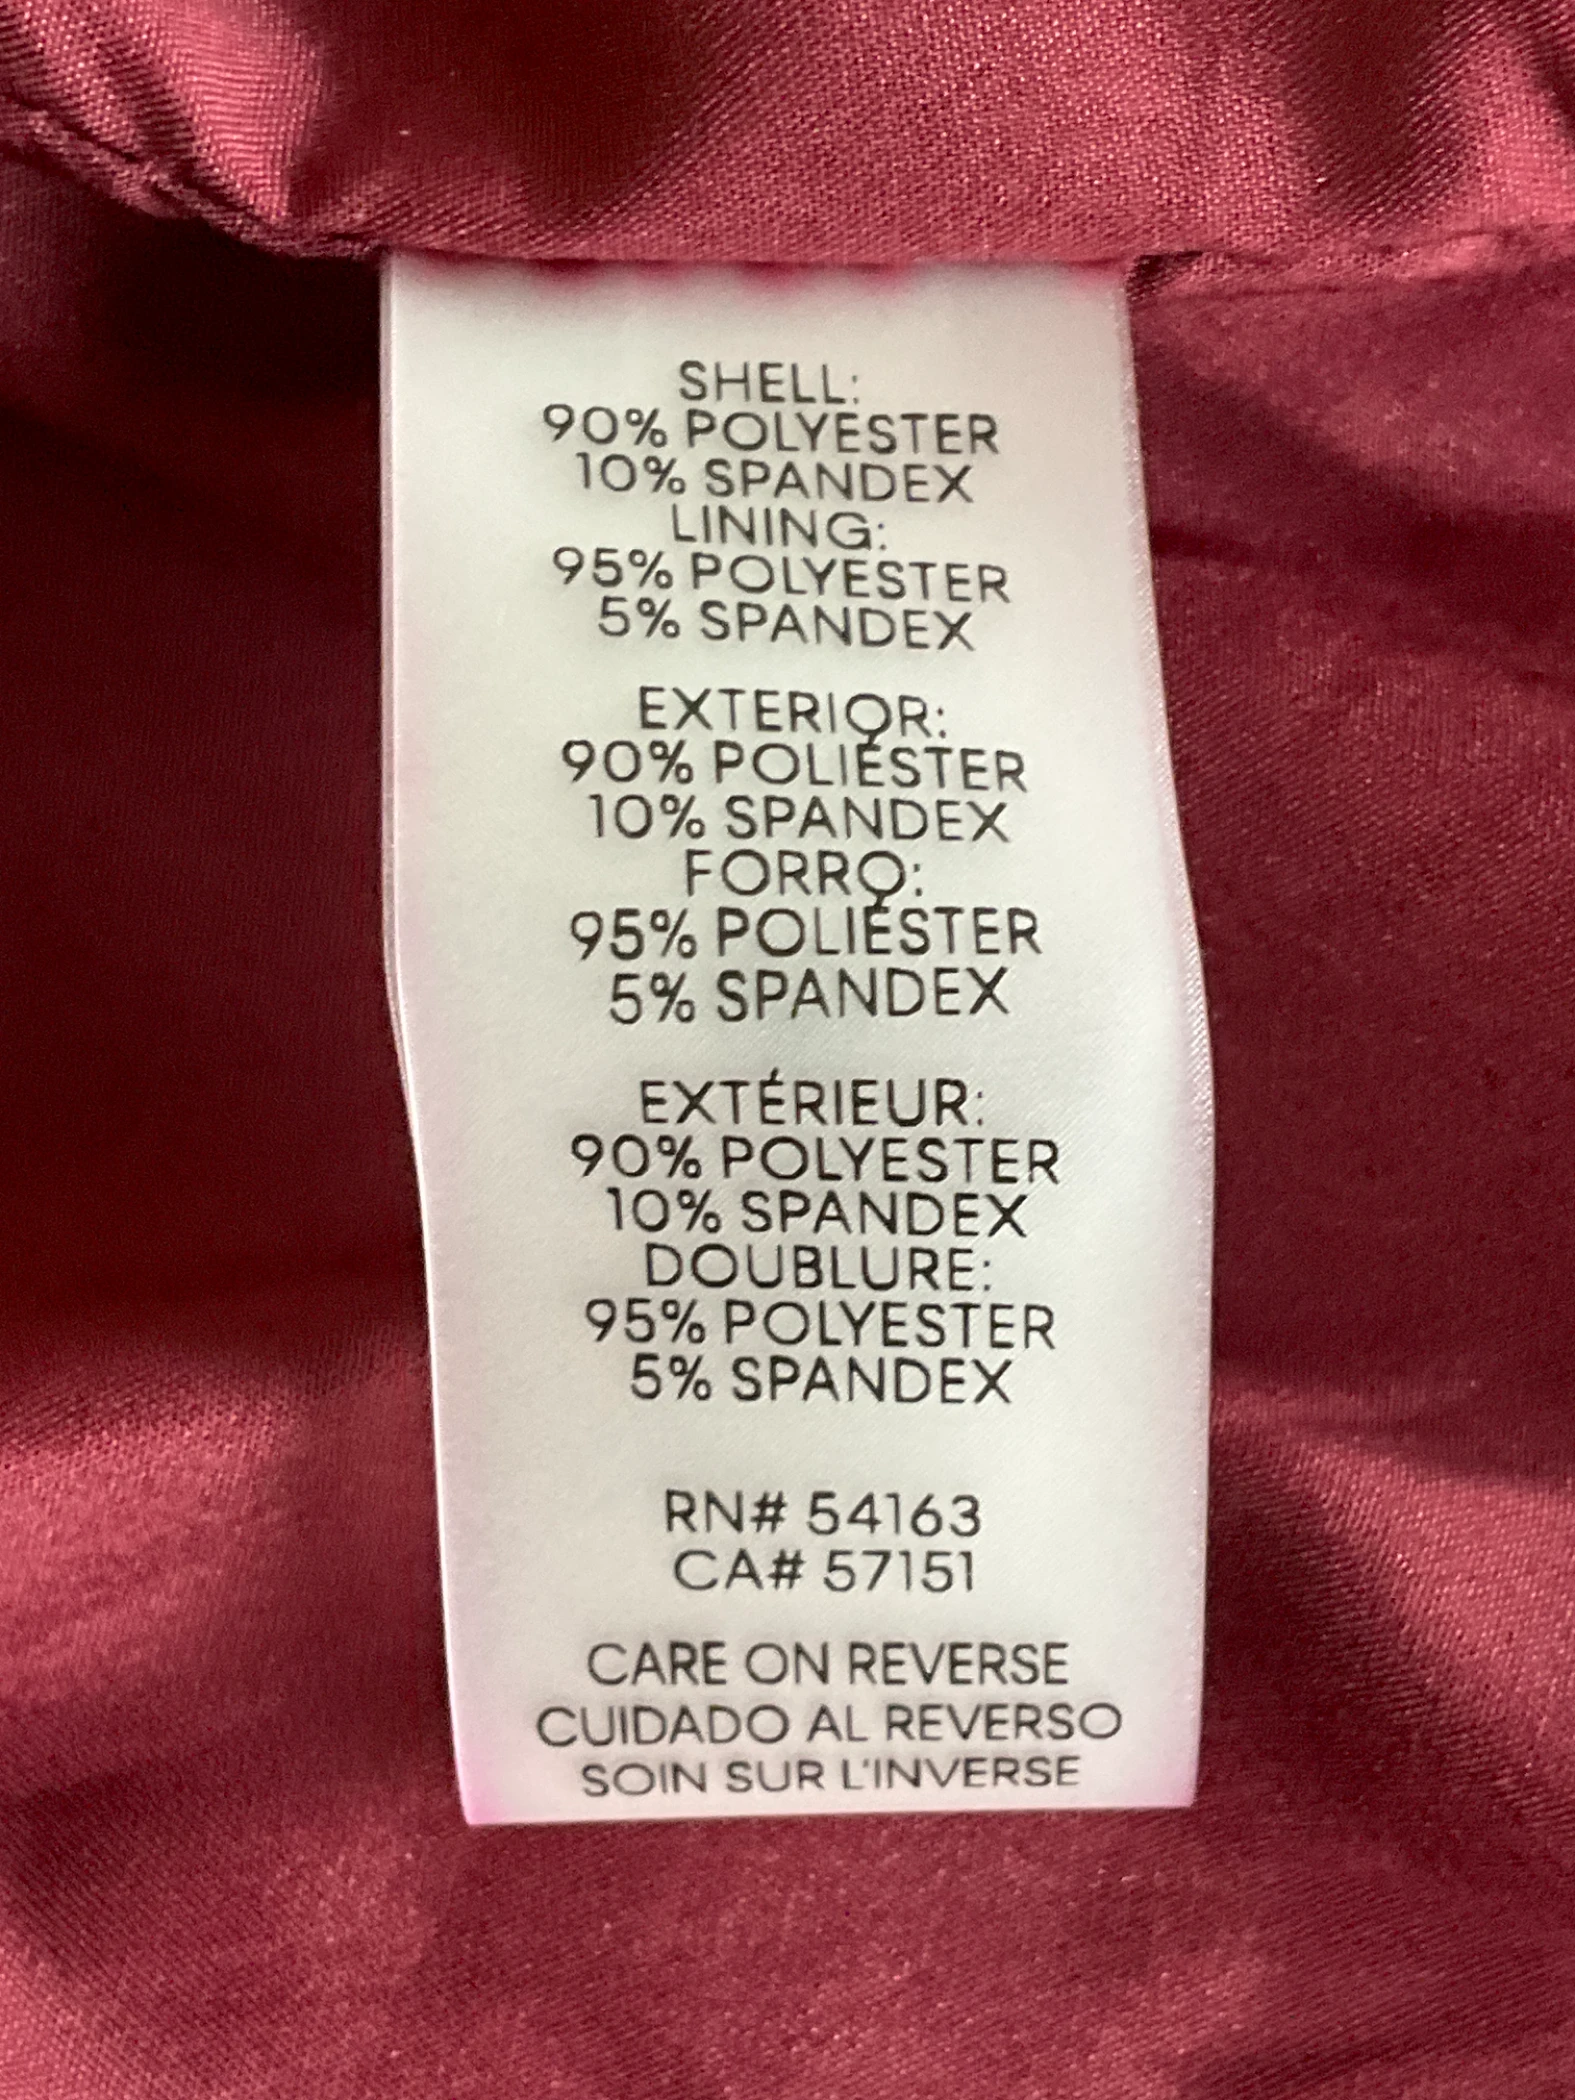 SHELL:
90% POLYESTER
10% SPANDEX
LINING:
95% POLYESTER
5% SPANDEX
EXTERIOR:
90% POLIÉSTER
10% SPANDEX
FORRO:
95% POLIÉSTER
5% SPANDEX
EXTÉRIEUR:
90% POLYESTER
10% SPANDEX
DOUBLURE:
95% POLYESTER
5% SPANDEX
RN# 54163
CA# 57151
CARE ON REVERSE
CUIDADO AL REVERSO
SOIN SUR L'INVERSE